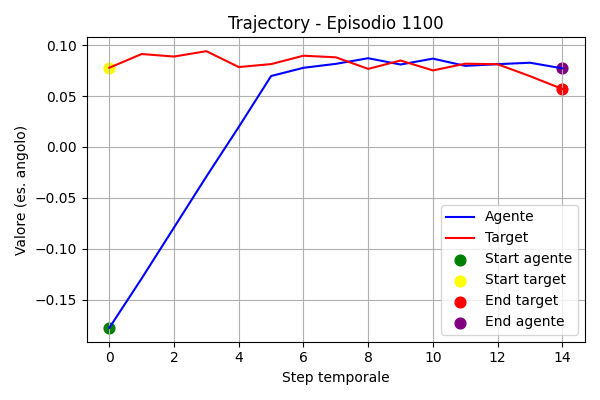 Trajectory - Episodio 1100
Valore (es. angolo)
0.10
0.05
0.00
−0.05
−0.10
−0.15
0 2 4 6 8 10 12 14
Step temporale
Agente
Target
Start agente
Start target
End target
End agente